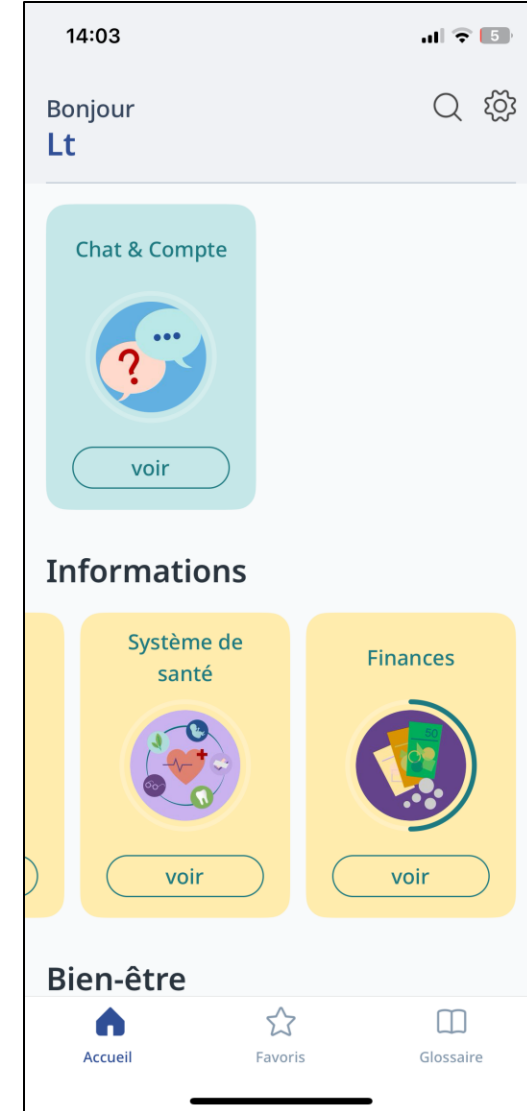 14:03
5
Bonjour
Lt
Chat & Compte
?
voir
Informations
Système de
santé
voir
Finances
50
voir
Bien-être
Accueil
Favoris
Glossaire